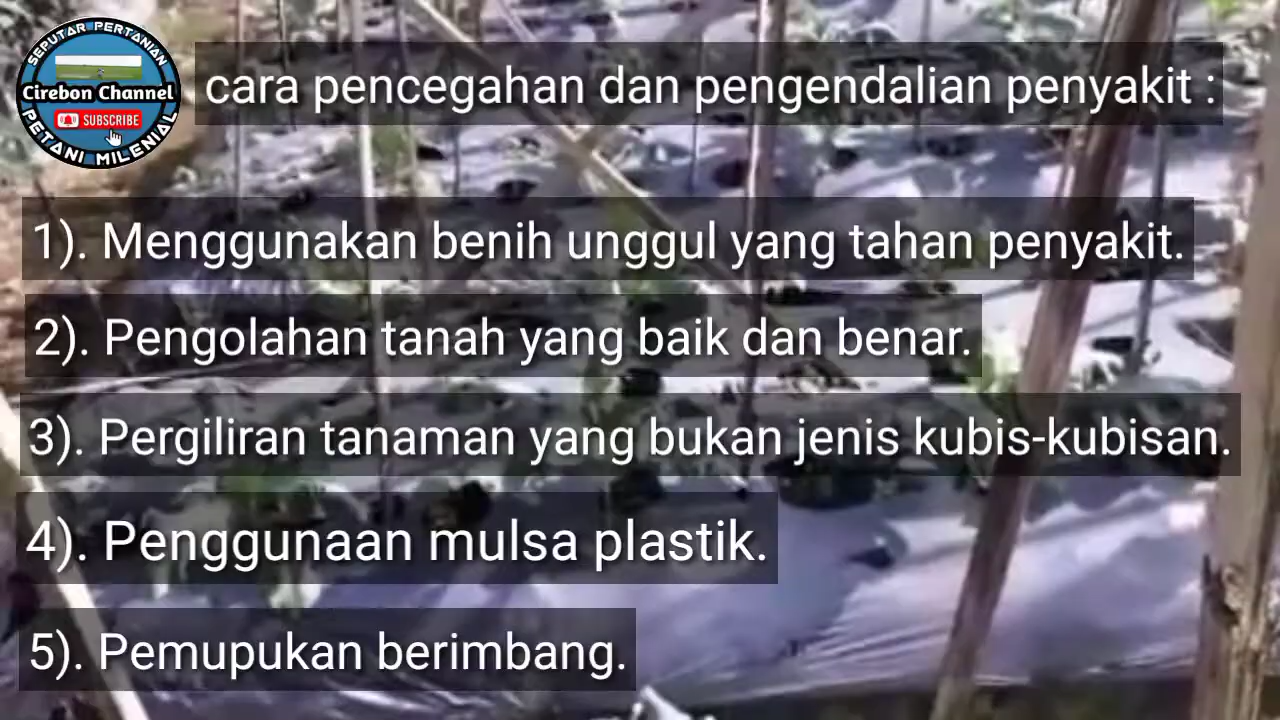 SEPUTAR PERTANIAN
Cirebon Channel
SUBSCRIBE
PETANI MILENIAL
cara pencegahan dan pengendalian penyakit :
1). Menggunakan benih unggul yang tahan penyakit.
2). Pengolahan tanah yang baik dan benar.
3). Pergiliran tanaman yang bukan jenis kubis-kubisan.
4). Penggunaan mulsa plastik.
5). Pemupukan berimbang.